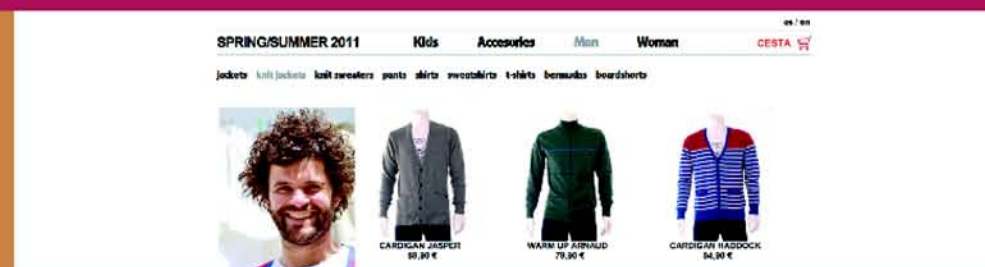 es / en
SPRING/SUMMER 2011 Kids Accesories Men Woman CESTA
jackets knit jackets knit sweaters pants shirts sweatshirts t-shirts bermudas boardshorts
CARDIGAN JASPER WARM UP ARNAUD CARDIGAN HADDOCK
79,90 €